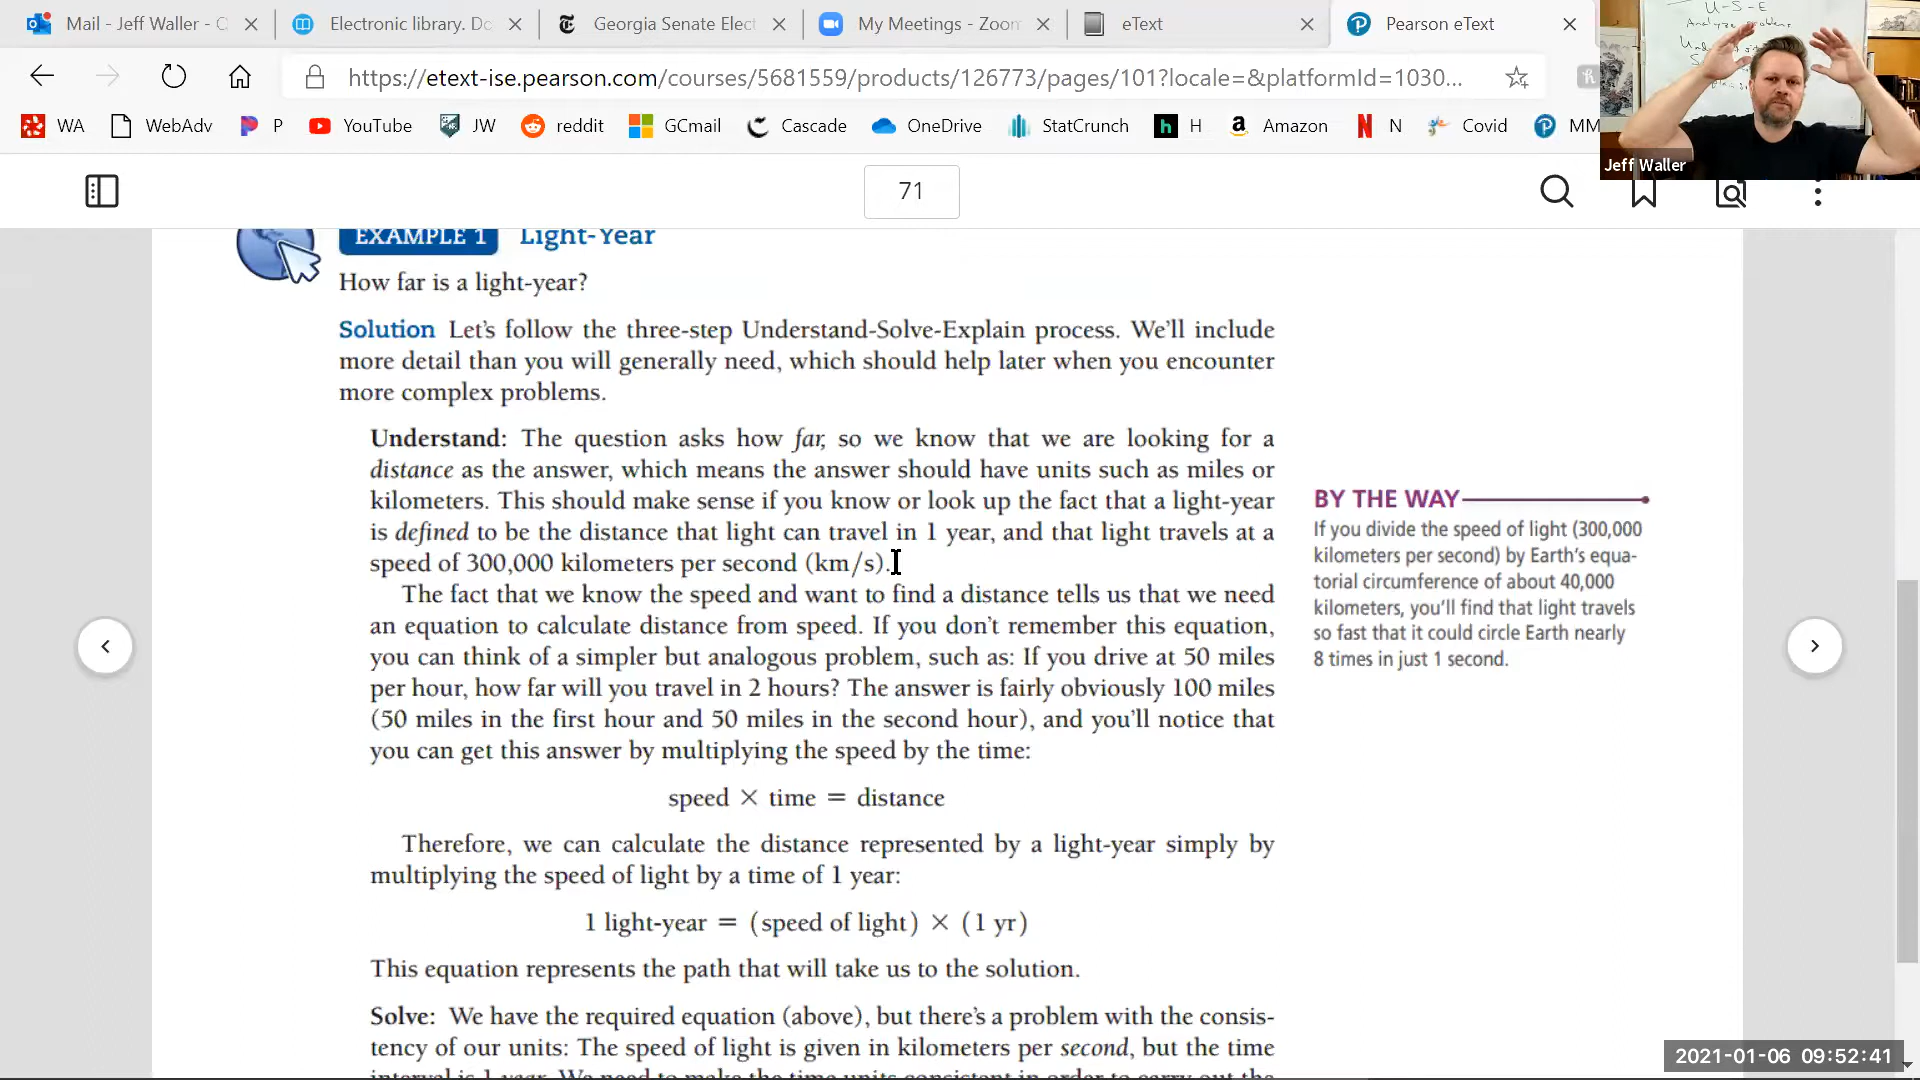 Mail - Jeff Waller - C
Electronic library. Do
Georgia Senate Elect
My Meetings - Zoom
eText
Pearson eText
https://etext-ise.pearson.com/courses/5681559/products/126773/pages/101?locale=&platformId=1030...
WA
WebAdv
P
YouTube
JW
reddit
GCmail
Cascade
OneDrive
StatCrunch
H
Amazon
N
Covid
MM
U-S-E
Jeff Waller
71
EXAMPLE 1 Light-Year
How far is a light-year?
Solution Let's follow the three-step Understand-Solve-Explain process. We'll include
more detail than you will generally need, which should help later when you encounter
more complex problems.
Understand: The question asks how far, so we know that we are looking for a
distance as the answer, which means the answer should have units such as miles or
kilometers. This should make sense if you know or look up the fact that a light-year
is defined to be the distance that light can travel in 1 year, and that light travels at a
speed of 300,000 kilometers per second (km/s).
The fact that we know the speed and want to find a distance tells us that we need
an equation to calculate distance from speed. If you don't remember this equation,
you can think of a simpler but analogous problem, such as: If you drive at 50 miles
per hour, how far will you travel in 2 hours? The answer is fairly obviously 100 miles
(50 miles in the first hour and 50 miles in the second hour), and you'll notice that
you can get this answer by multiplying the speed by the time:
speed × time = distance
Therefore, we can calculate the distance represented by a light-year simply by
multiplying the speed of light by a time of 1 year:
1 light-year = (speed of light) × (1 yr)
This equation represents the path that will take us to the solution.
Solve: We have the required equation (above), but there's a problem with the consis-
tency of our units: The speed of light is given in kilometers per second, but the time
interval is 1 year. We need to make the time units consistent in order to carry out the
BY THE WAY
If you divide the speed of light (300,000
kilometers per second) by Earth's equa-
torial circumference of about 40,000
kilometers, you'll find that light travels
so fast that it could circle Earth nearly
8 times in just 1 second.
2021-01-06 09:52:41